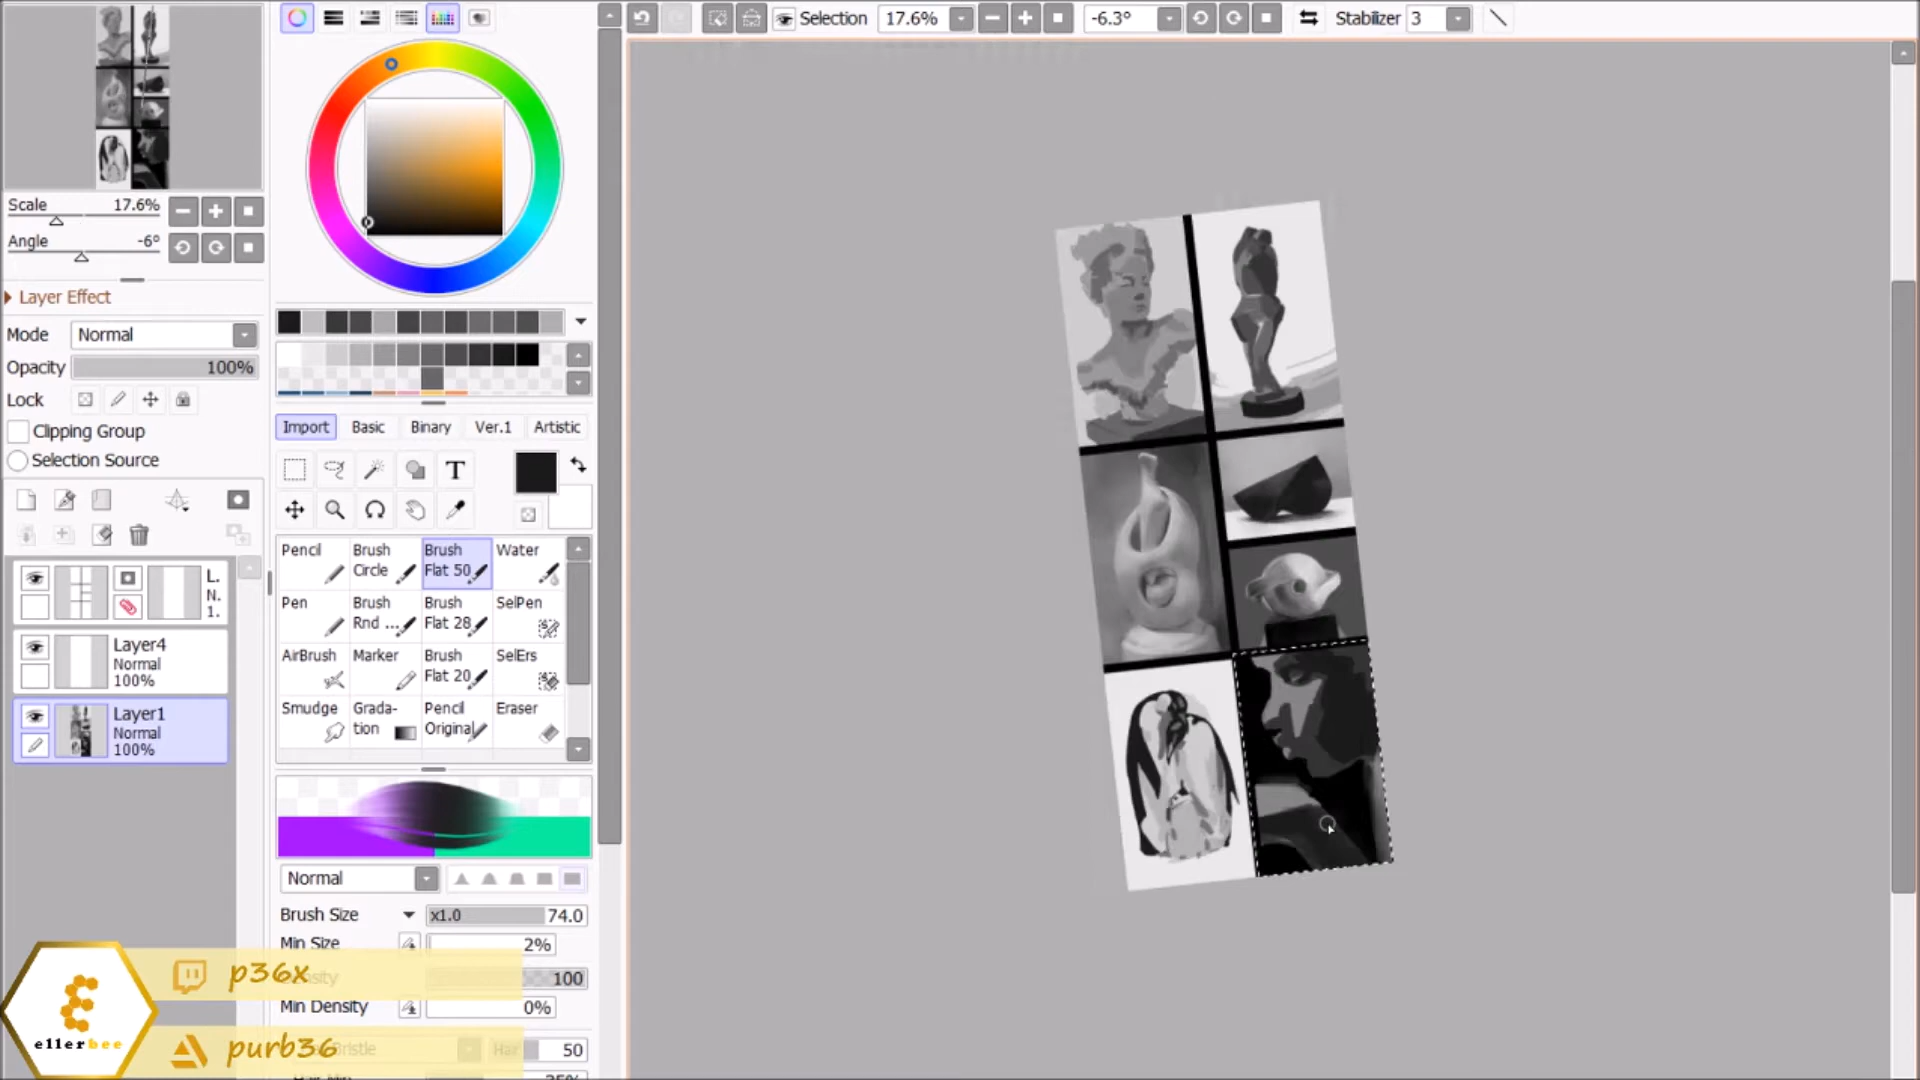 Selection 17.6% -6.3° Stabilizer 3
Scale 17.6%
Angle -6°
Layer Effect
Mode Normal
Opacity 100%
Lock
Clipping Group
Selection Source
L.
N.
1.
Layer4
Normal
100%
Layer1
Normal
100%
Import Basic Binary Ver.1 Artistic
T
Pencil
Brush
Circle
Brush
Flat 50
Water
Pen
Brush
Rnd ...
Brush
Flat 28
SelPen
AirBrush
Marker
Brush
Flat 20
SelErs
Smudge
Grada-
tion
Pencil
Original
Eraser
Normal
Brush Size x1.0 74.0
Min Size 2%
100
Min Density 0%
Hair 50
p36x
purb36
ellerbee